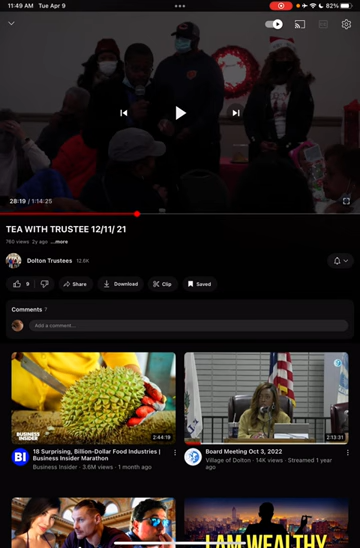 11:49 AM Tue Apr 9
82%
28:19 / 1:14:25
TEA WITH TRUSTEE 12/11/ 21
2y ago ...more
Dolton Trustees 12.6K
9 Share Download Clip Saved
Comments 7
Add a comment...
2:44:19
BUSINESS INSIDER
BI
18 Surprising, Billion-Dollar Food Industries |
Business Insider Marathon
Business Insider · 3.6M views · 1 month
ago
2:13:31
Board Meeting Oct 3, 2022
Village of Dolton · 14K views · Streamed 1 year
ago
I AM WEALTHY